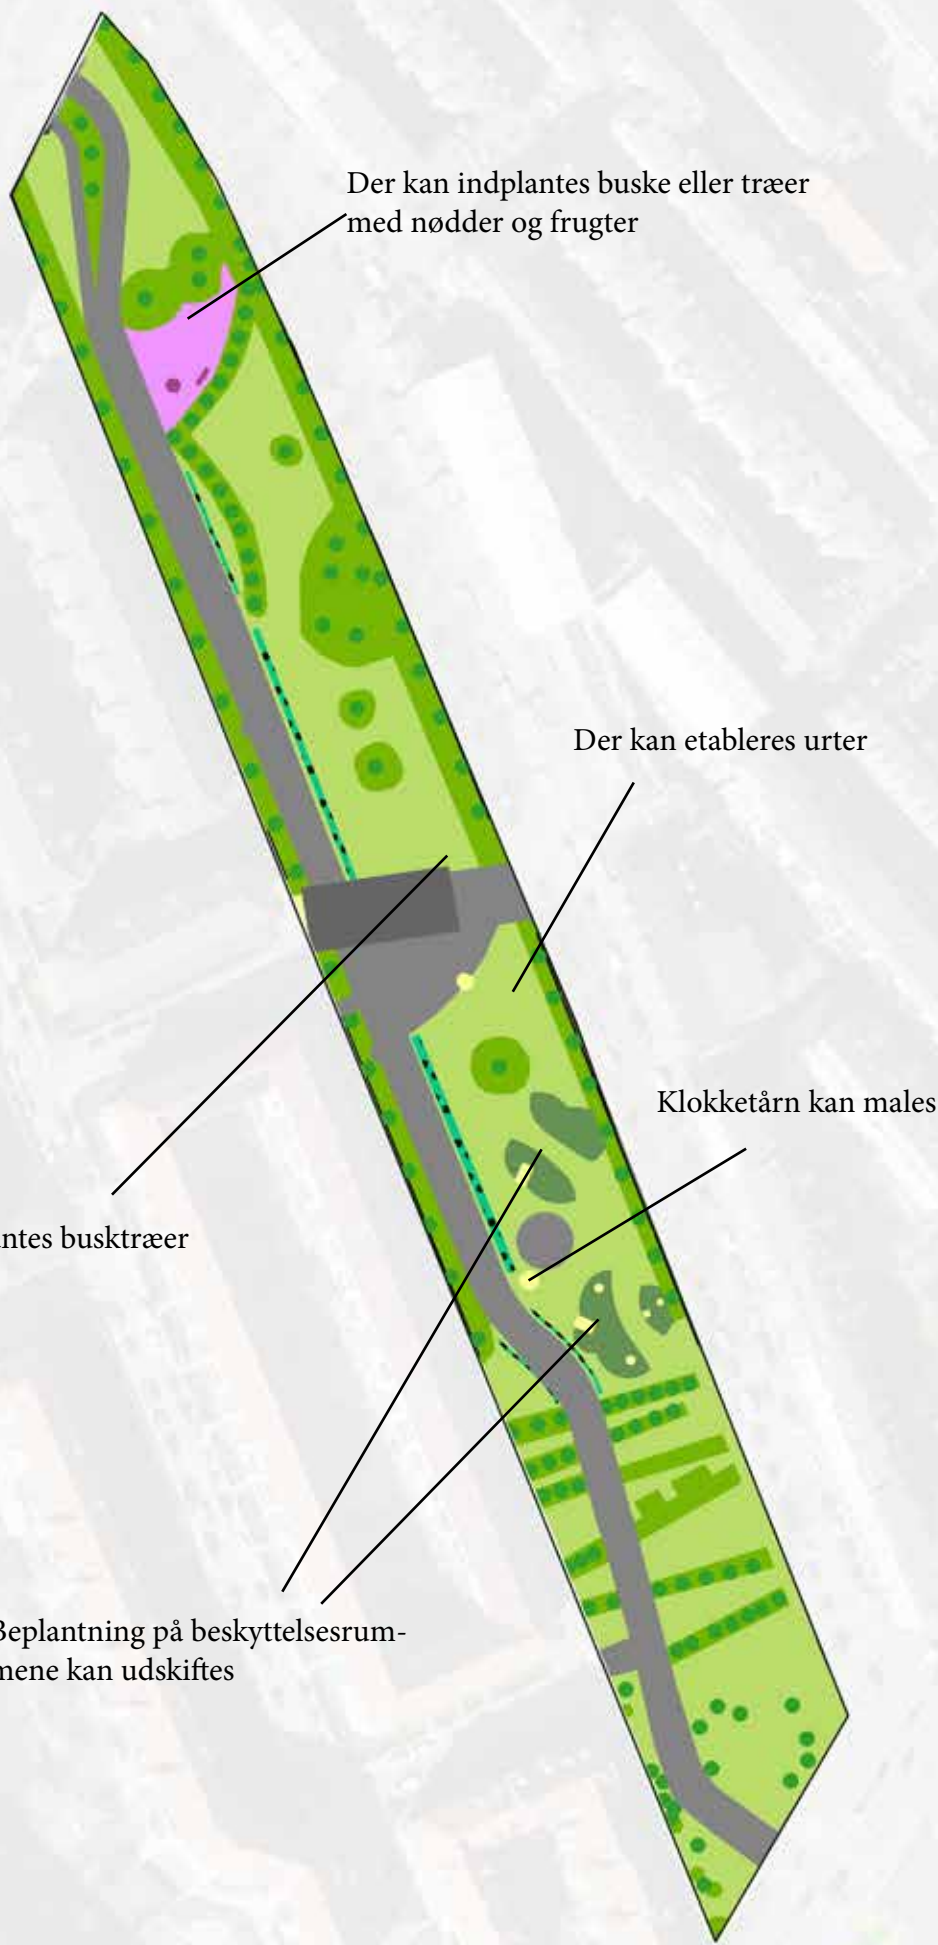 Der kan indplantes buske eller træer
med nødder og frugter
Der kan etableres urter
Klokketårn kan males
busktræer
Beplantning på beskyttelsesrum-
mene kan udskiftes